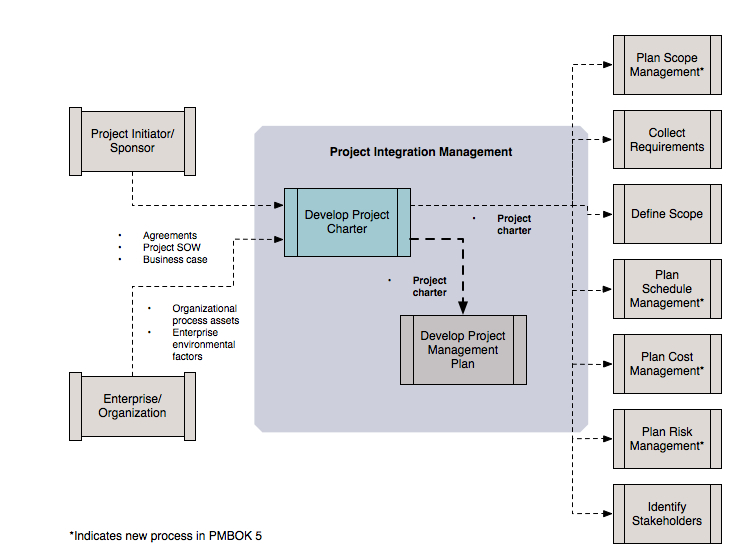 Project Initiator/
Sponsor
• Agreements
• Project SOW
• Business case
• Organizational
process assets
• Enterprise
environmental
factors
Enterprise/
Organization
Project Integration Management
Develop Project
Charter
• Project
charter
• Project
charter
Develop Project
Management
Plan
Plan Scope
Management*
Collect
Requirements
Define Scope
Plan
Schedule
Management*
Plan Cost
Management*
Plan Risk
Management*
Identify
Stakeholders
*Indicates new process in PMBOK 5